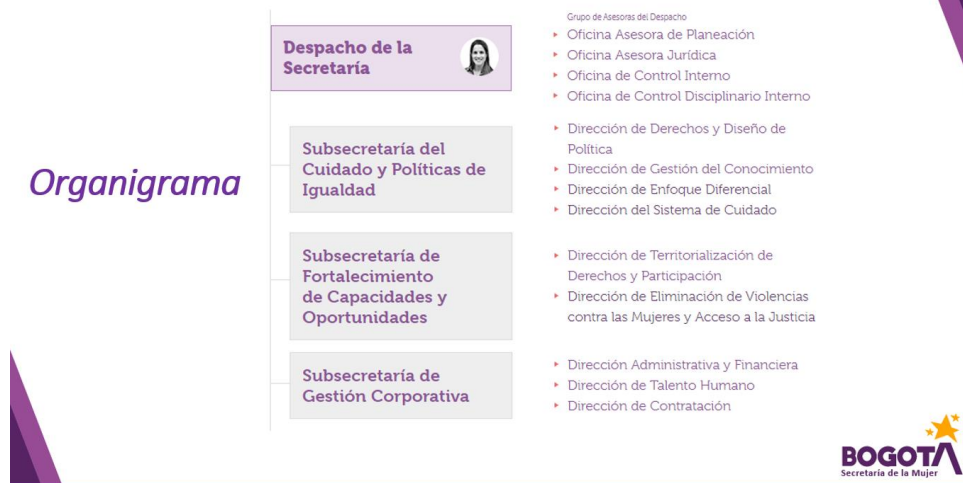 Organigrama
Despacho de la
Secretaría
Grupo de Asesoras del Despacho
Oficina Asesora de Planeación
Oficina Asesora Jurídica
Oficina de Control Interno
Oficina de Control Disciplinario Interno
Subsecretaría del
Cuidado y Políticas de
Igualdad
Dirección de Derechos y Diseño de
Política
Dirección de Gestión del Conocimiento
Dirección de Enfoque Diferencial
Dirección del Sistema de Cuidado
Subsecretaría de
Fortalecimiento
de Capacidades y
Oportunidades
Dirección de Territorialización de
Derechos y Participación
Dirección de Eliminación de Violencias
contra las Mujeres y Acceso a la Justicia
Subsecretaría de
Gestión Corporativa
Dirección Administrativa y Financiera
Dirección de Talento Humano
Dirección de Contratación
BOGOTA
Secretaría de la Mujer